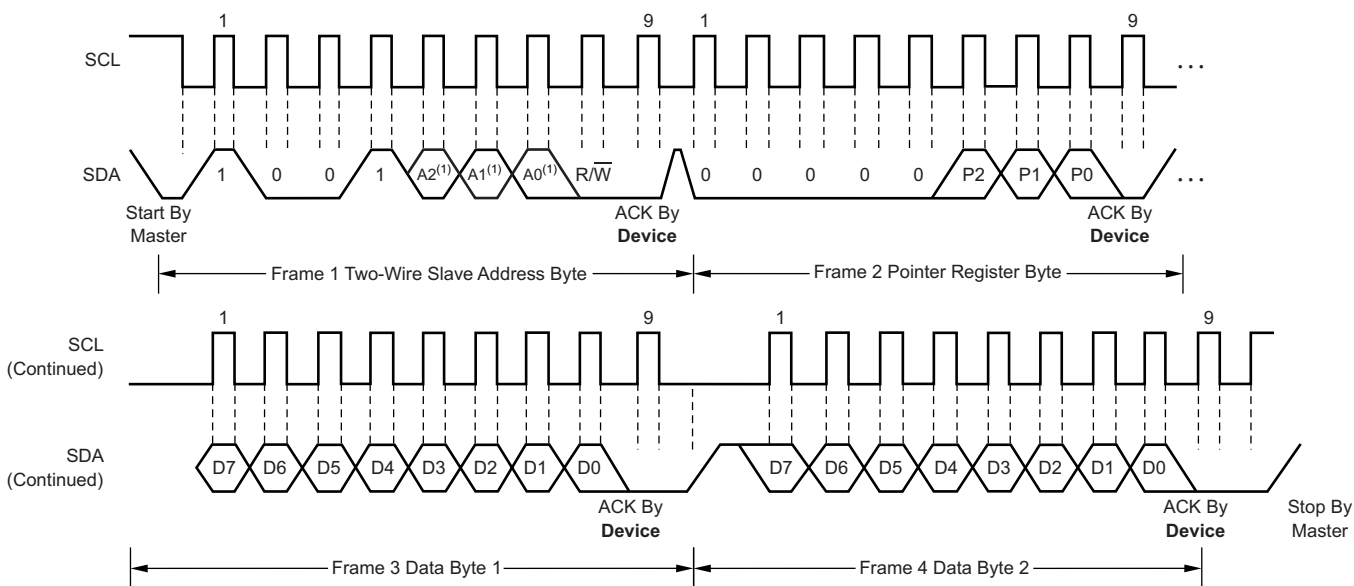 1 9 1 9
SCL ...
SDA 1 0 0 1 A2(1) A1(1) A0(1) R/W̅ 0 0 0 0 0 P2 P1 P0 ...
Start By Master
ACK By Device
ACK By Device
Frame 1 Two-Wire Slave Address Byte
Frame 2 Pointer Register Byte
1 9 1 9
SCL (Continued)
SDA (Continued)
D7 D6 D5 D4 D3 D2 D1 D0 D7 D6 D5 D4 D3 D2 D1 D0
ACK By Device
ACK By Device
Stop By Master
Frame 3 Data Byte 1
Frame 4 Data Byte 2